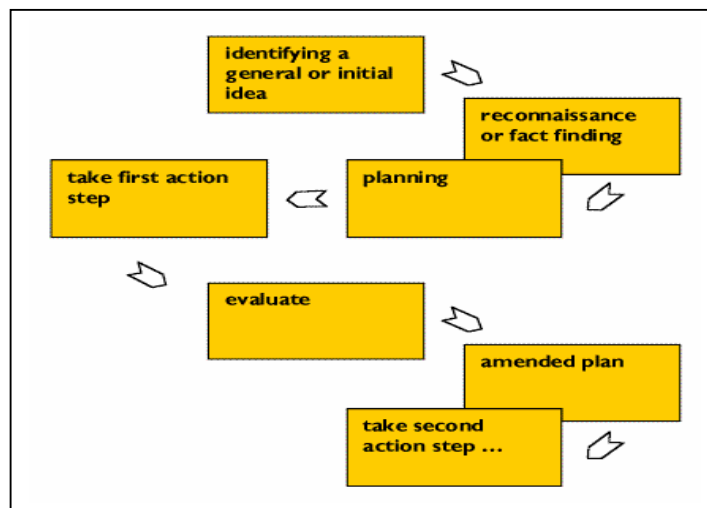 identifying a
general or initial
idea
reconnaissance
or fact finding
planning
take first action
step
evaluate
amended plan
take second
action step ...